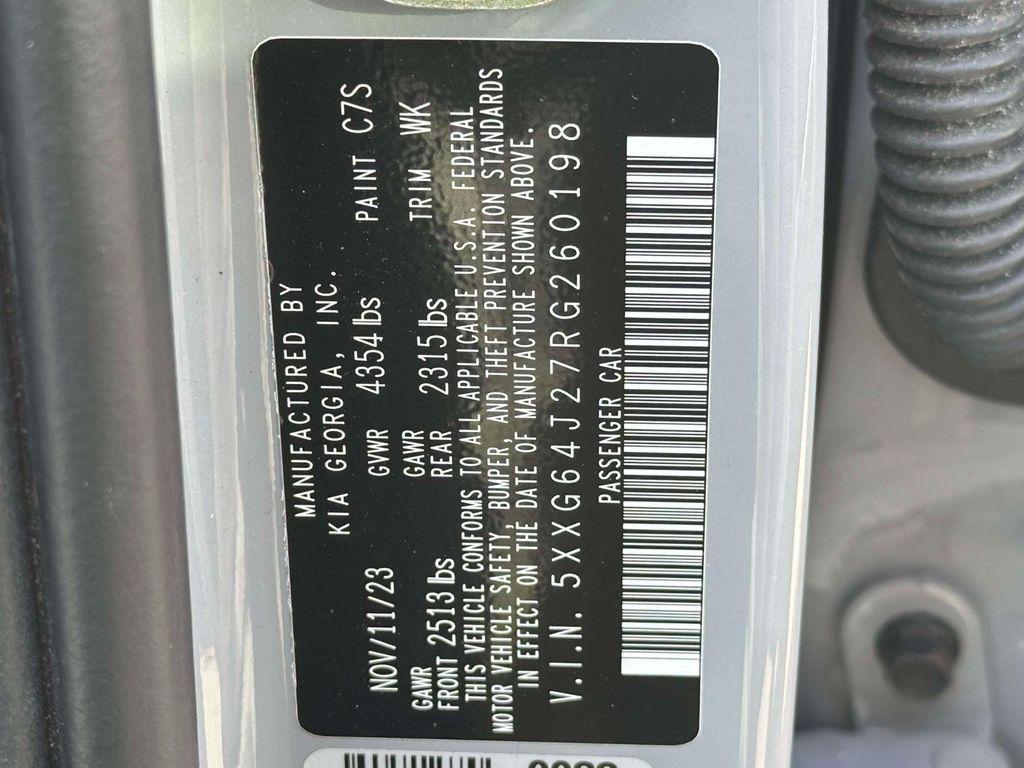 MANUFACTURED BY
KIA GEORGIA, INC.
NOV/11/23 GVWR 4354 lbs PAINT C7S
GAWR GAWR
FRONT 2513 lbs REAR 2315 lbs TRIM WK
THIS VEHICLE CONFORMS TO ALL APPLICABLE U.S.A. FEDERAL
MOTOR VEHICLE SAFETY, BUMPER, AND THEFT PREVENTION STANDARDS
IN EFFECT ON THE DATE OF MANUFACTURE SHOWN ABOVE.
V.I.N. 5XXG64J27RG260198
PASSENGER CAR